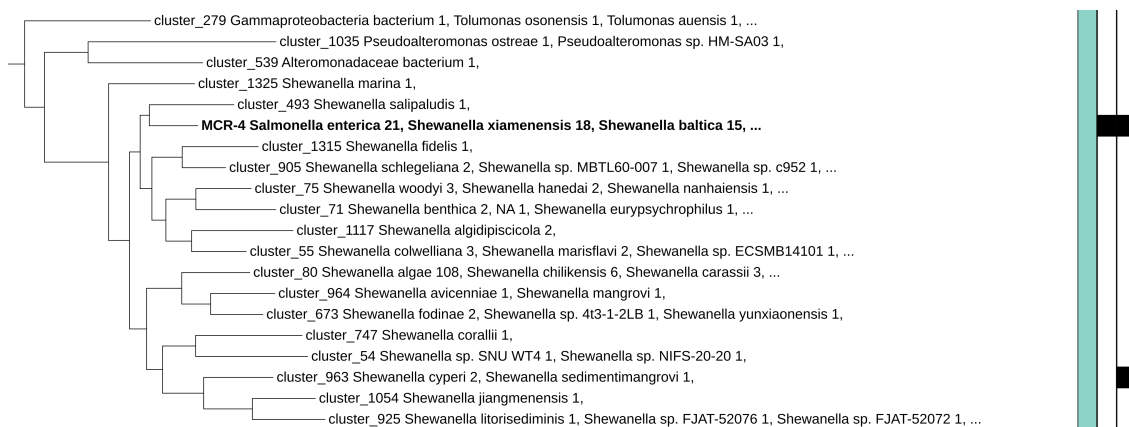 cluster_279 Gammaproteobacteria bacterium 1, Tolumonas osonensis 1, Tolumonas auensis 1, ...
cluster_1035 Pseudoalteromonas ostreae 1, Pseudoalteromonas sp. HM-SA03 1,
cluster_539 Alteromonadaceae bacterium 1,
cluster_1325 Shewanella marina 1,
cluster_493 Shewanella salipaludis 1,
MCR-4 Salmonella enterica 21, Shewanella xiamenensis 18, Shewanella baltica 15, ...
cluster_1315 Shewanella fidelis 1,
cluster_905 Shewanella schlegeliana 2, Shewanella sp. MBTL60-007 1, Shewanella sp. c952 1, ...
cluster_75 Shewanella woodyi 3, Shewanella hanedai 2, Shewanella nanhaiensis 1, ...
cluster_71 Shewanella benthica 2, NA 1, Shewanella eurypsychrophilus 1, ...
cluster_1117 Shewanella algidipiscicola 2,
cluster_55 Shewanella colwelliana 3, Shewanella marisflavi 2, Shewanella sp. ECSMB14101 1, ...
cluster_80 Shewanella algae 108, Shewanella chilikensis 6, Shewanella carassii 3, ...
cluster_964 Shewanella avicenniae 1, Shewanella mangrovi 1,
cluster_673 Shewanella fodinae 2, Shewanella sp. 4t3-1-2LB 1, Shewanella yunxiaonensis 1,
cluster_747 Shewanella corallii 1,
cluster_54 Shewanella sp. SNU WT4 1, Shewanella sp. NIFS-20-20 1,
cluster_963 Shewanella cyperi 2, Shewanella sedimentimangrovi 1,
cluster_1054 Shewanella jiangmenensis 1,
cluster_925 Shewanella litorisediminis 1, Shewanella sp. FJAT-52076 1, Shewanella sp. FJAT-52072 1, ...